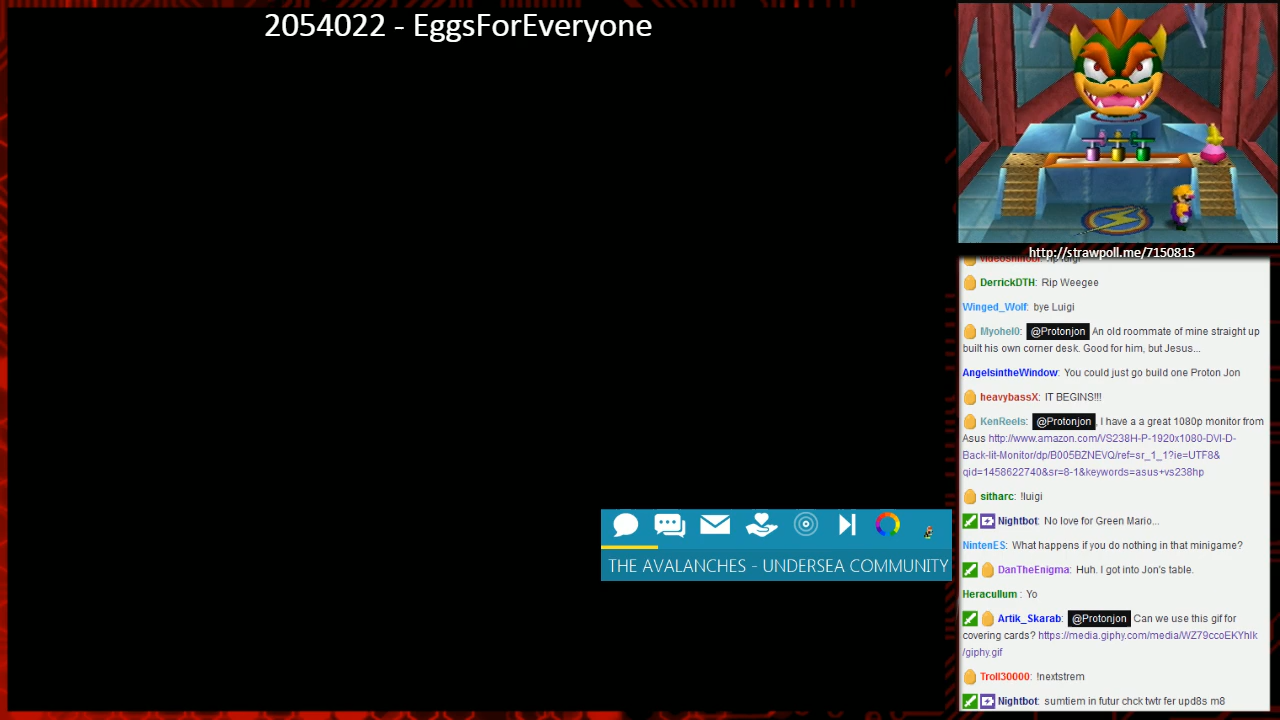 2054022 - EggsForEveryone
http://strawpoll.me/7150815
DerrickDTH: Rip Weegee
Winged_Wolf: bye Luigi
Myohel0: @Protonjon An old roommate of mine straight up
built his own corner desk. Good for him, but Jesus...
AngelsintheWindow: You could just go build one Proton Jon
heavybassX: IT BEGINS!!!
KenReels: @Protonjon, I have a a great 1080p monitor from
Asus http://www.amazon.com/VS238H-P-1920x1080-DVI-D-
Back-lit-Monitor/dp/B005BZNEVQ/ref=sr_1_1?ie=UTF8&
qid=1458622740&sr=8-1&keywords=asus+vs238hp
sitharc: !luigi
Nightbot: No love for Green Mario...
NintenES: What happens if you do nothing in that minigame?
DanTheEnigma: Huh. I got into Jon's table.
Heracullum : Yo
Artik_Skarab: @Protonjon Can we use this gif for
covering cards? https://media.giphy.com/media/WZ79ccoEKYhIk
/giphy.gif
Troll30000: !nextstrem
Nightbot: sumtiem in futur chck twtr fer upd8s m8
THE AVALANCHES - UNDERSEA COMMUNITY